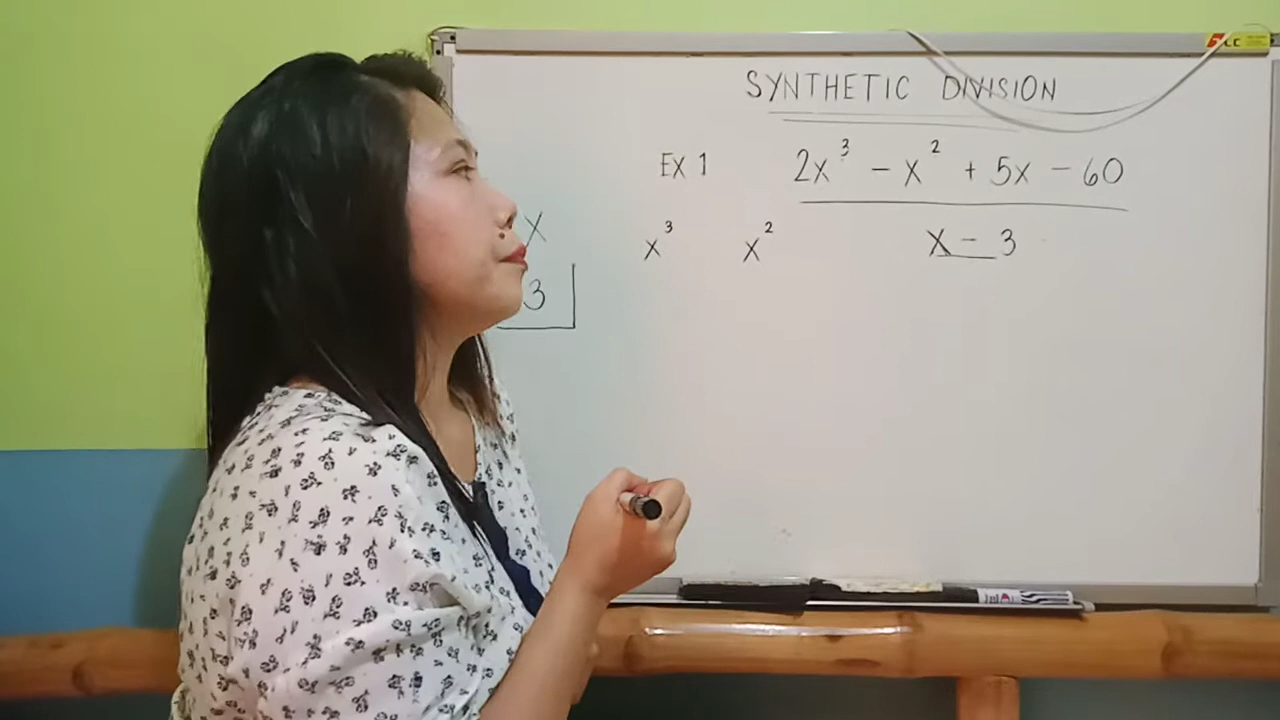 SYNTHETIC DIVISION
EX 1
2x³ - x² + 5x - 60
x - 3
x
3
x³ x²